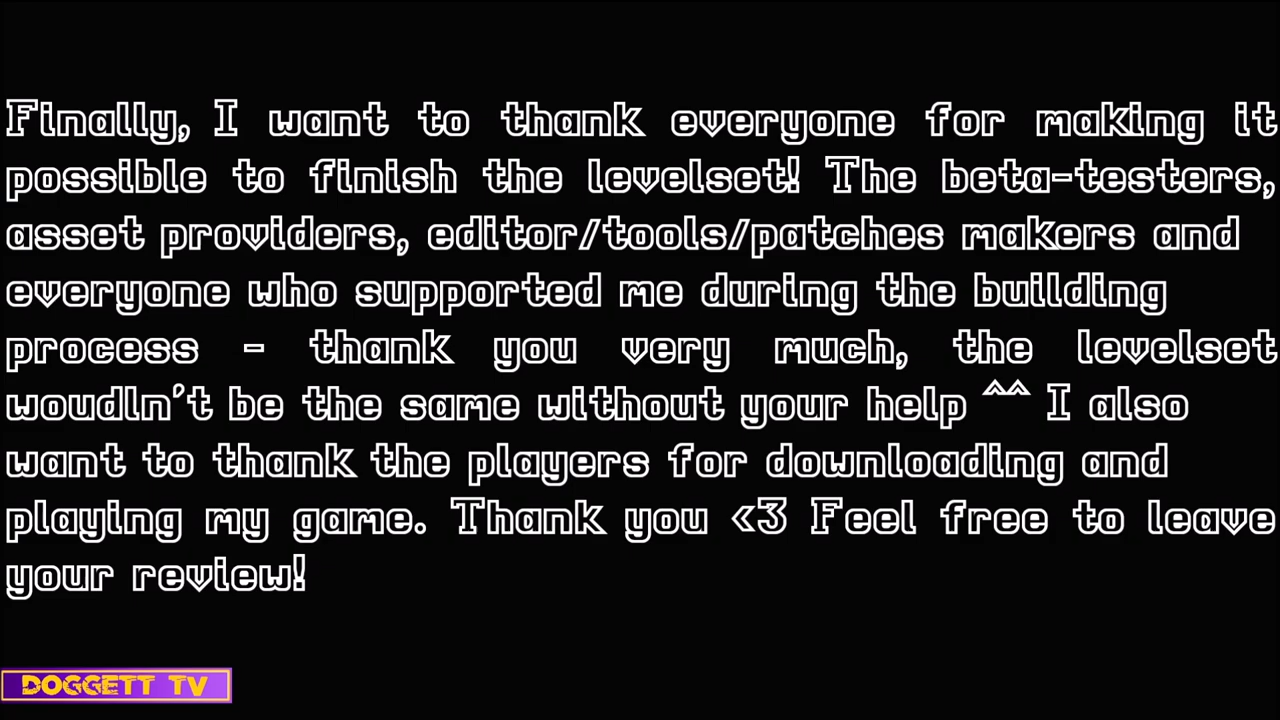 Finally, I want to thank everyone for making it
possible to finish the levelset! The beta-testers,
asset providers, editor/tools/patches makers and
everyone who supported me during the building
process - thank you very much, the levelset
woudln't be the same without your help ^^ I also
want to thank the players for downloading and
playing my game. Thank you <3 Feel free to leave
your review!
DOGGETT TV